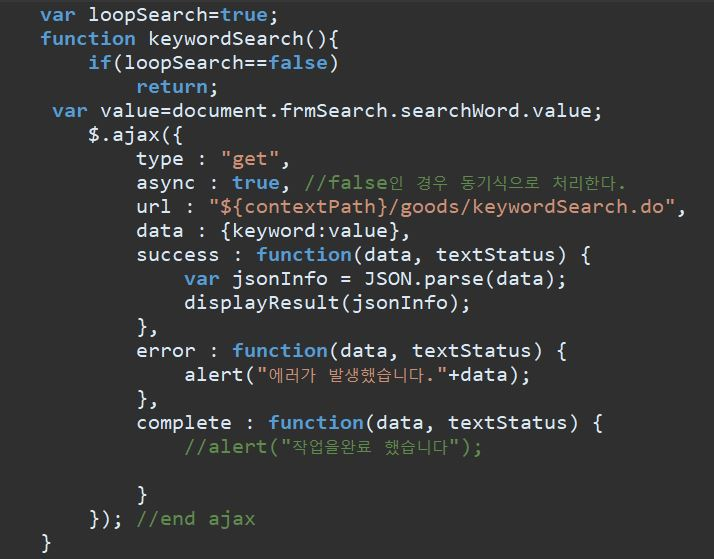 var loopSearch=true;
function keywordSearch(){
if(loopSearch==false)
return;
var value=document.frmSearch.searchWord.value;
$.ajax({
type : "get",
async : true, //false인 경우 동기식으로 처리한다.
url : "${contextPath}/goods/keywordSearch.do",
data : {keyword:value},
success : function(data, textStatus) {
var jsonInfo = JSON.parse(data);
displayResult(jsonInfo);
},
error : function(data, textStatus) {
alert("에러가 발생했습니다."+data);
},
complete : function(data, textStatus) {
//alert("작업을완료 했습니다");
}
}); //end ajax
}